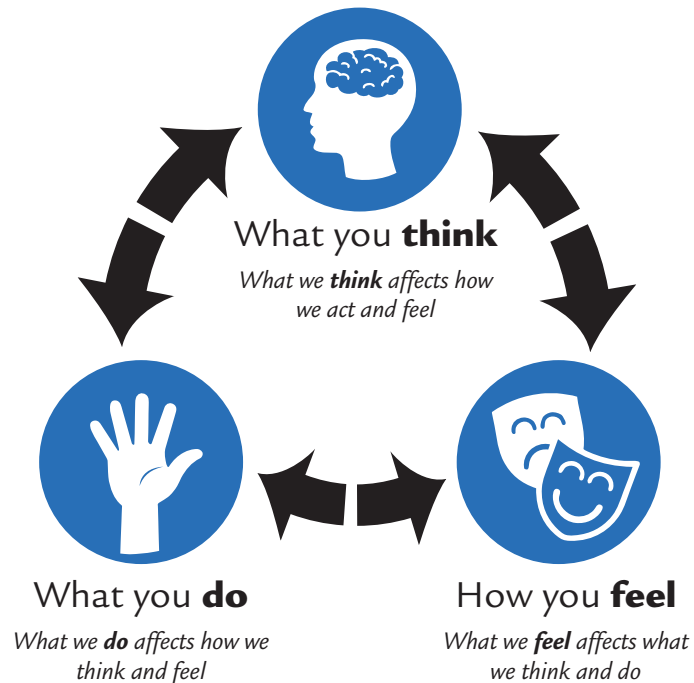 What you think
What we think affects how
we act and feel
What you do
What we do affects how we
think and feel
How you feel
What we feel affects what
we think and do